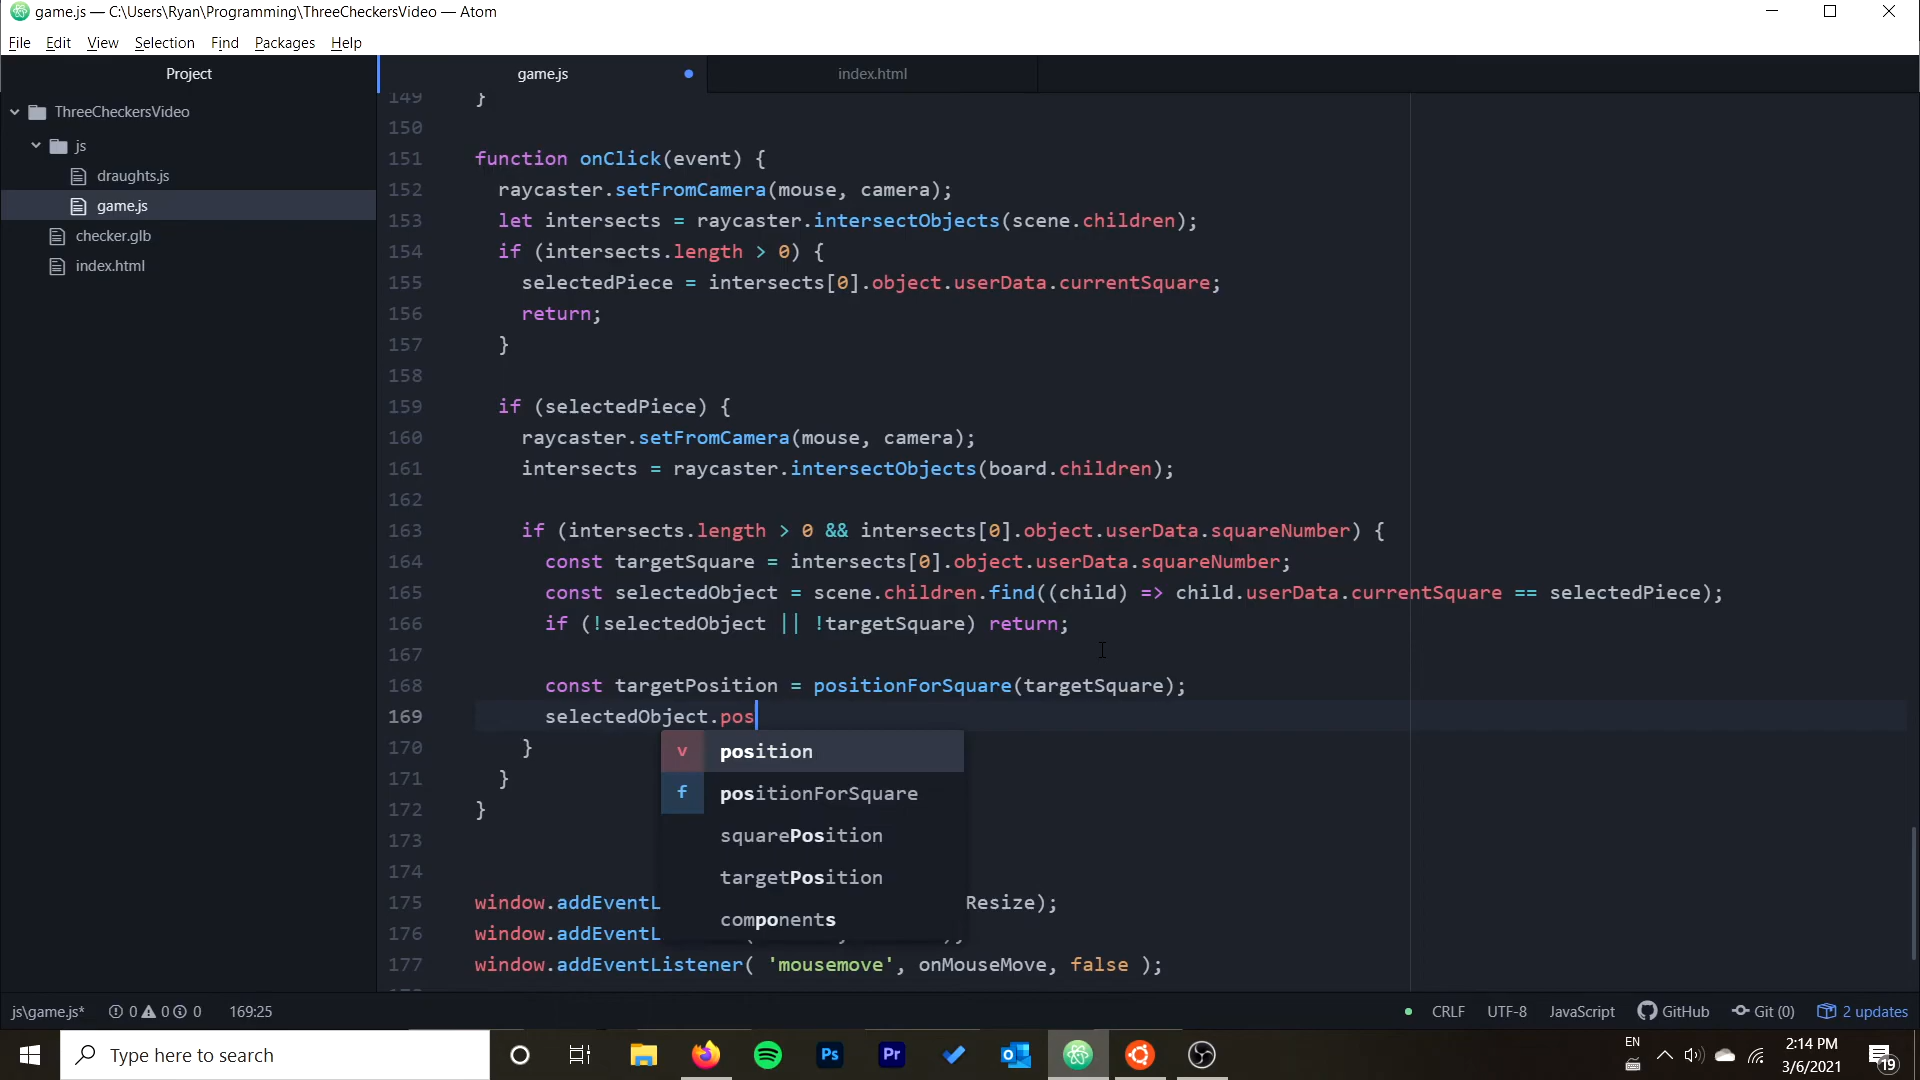 game.js — C:\Users\Ryan\Programming\ThreeCheckersVideo — Atom
File Edit View Selection Find Packages Help
Project
game.js
index.html
ThreeCheckersVideo
js
draughts.js
game.js
checker.glb
index.html
149 }
150
151 function onClick(event) {
152 raycaster.setFromCamera(mouse, camera);
153 let intersects = raycaster.intersectObjects(scene.children);
154 if (intersects.length > 0) {
155 selectedPiece = intersects[0].object.userData.currentSquare;
156 return;
157 }
158
159 if (selectedPiece) {
160 raycaster.setFromCamera(mouse, camera);
161 intersects = raycaster.intersectObjects(board.children);
162
163 if (intersects.length > 0 && intersects[0].object.userData.squareNumber) {
164 const targetSquare = intersects[0].object.userData.squareNumber;
165 const selectedObject = scene.children.find((child) => child.userData.currentSquare == selectedPiece);
166 if (!selectedObject || !targetSquare) return;
167
168 const targetPosition = positionForSquare(targetSquare);
169 selectedObject.pos
170 }
171 }
172 }
173
174
175 window.addEventL Resize);
176 window.addEventL
177 window.addEventListener( 'mousemove', onMouseMove, false );
v position
f positionForSquare
squarePosition
targetPosition
components
js\game.js* 0 0 0 169:25
CRLF UTF-8 JavaScript GitHub Git (0) 2 updates
Type here to search
Ps
Pr
EN
2:14 PM
3/6/2021
19